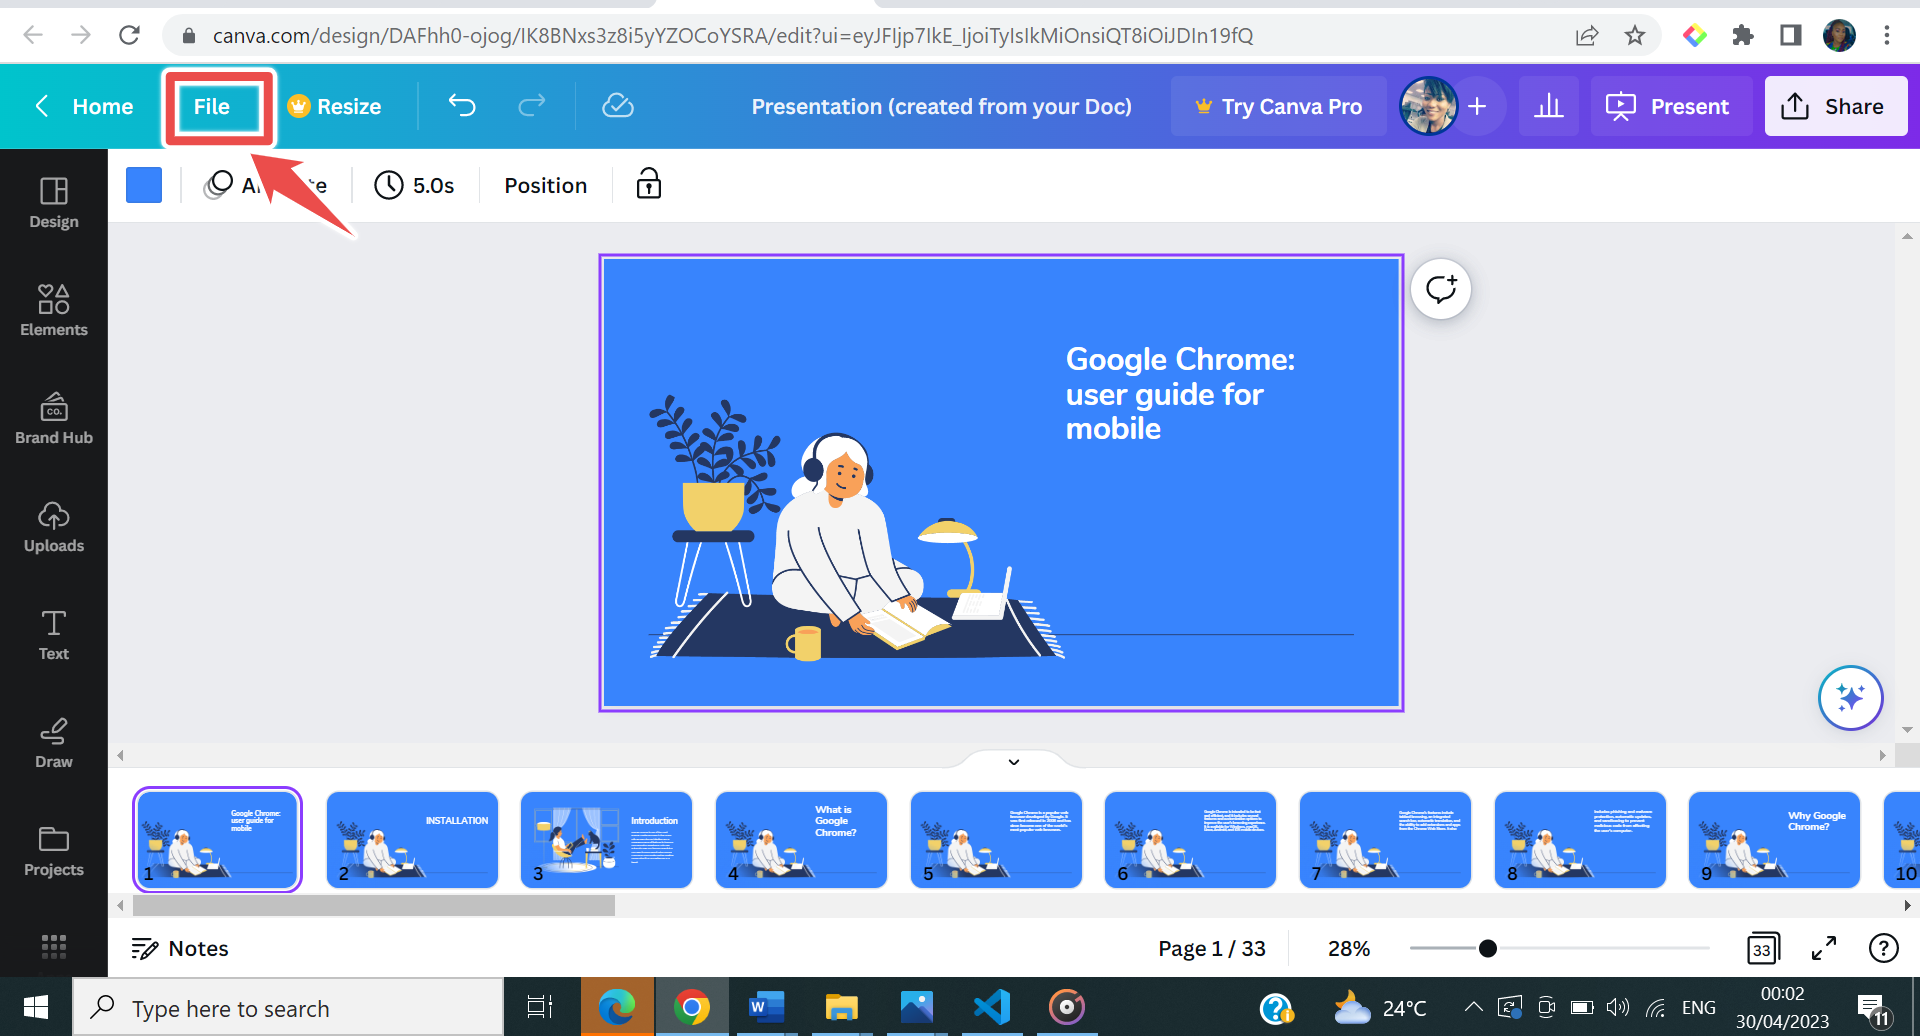 canva.com/design/DAFhh0-ojog/IK8BNxs3z8i5yYZOCoYSRA/edit?ui=eyJFIjp7IkE_IjoiTyIsIkMiOnsiQT8iOiJDIn19fQ
Home
File
Resize
Presentation (created from your Doc)
Try Canva Pro
Present
Share
5.0s
Position
Design
Elements
CO.
Brand Hub
Uploads
Text
Draw
Projects
Google Chrome:
user guide for
mobile
Google Chrome:
user guide for
mobile
1
INSTALLATION
2
Introduction
3
What is
Google
Chrome?
4
5
6
7
8
Why Google
Chrome?
9
10
Notes
Page 1 / 33
28%
33
Type here to search
24°C
ENG
00:02
30/04/2023
11